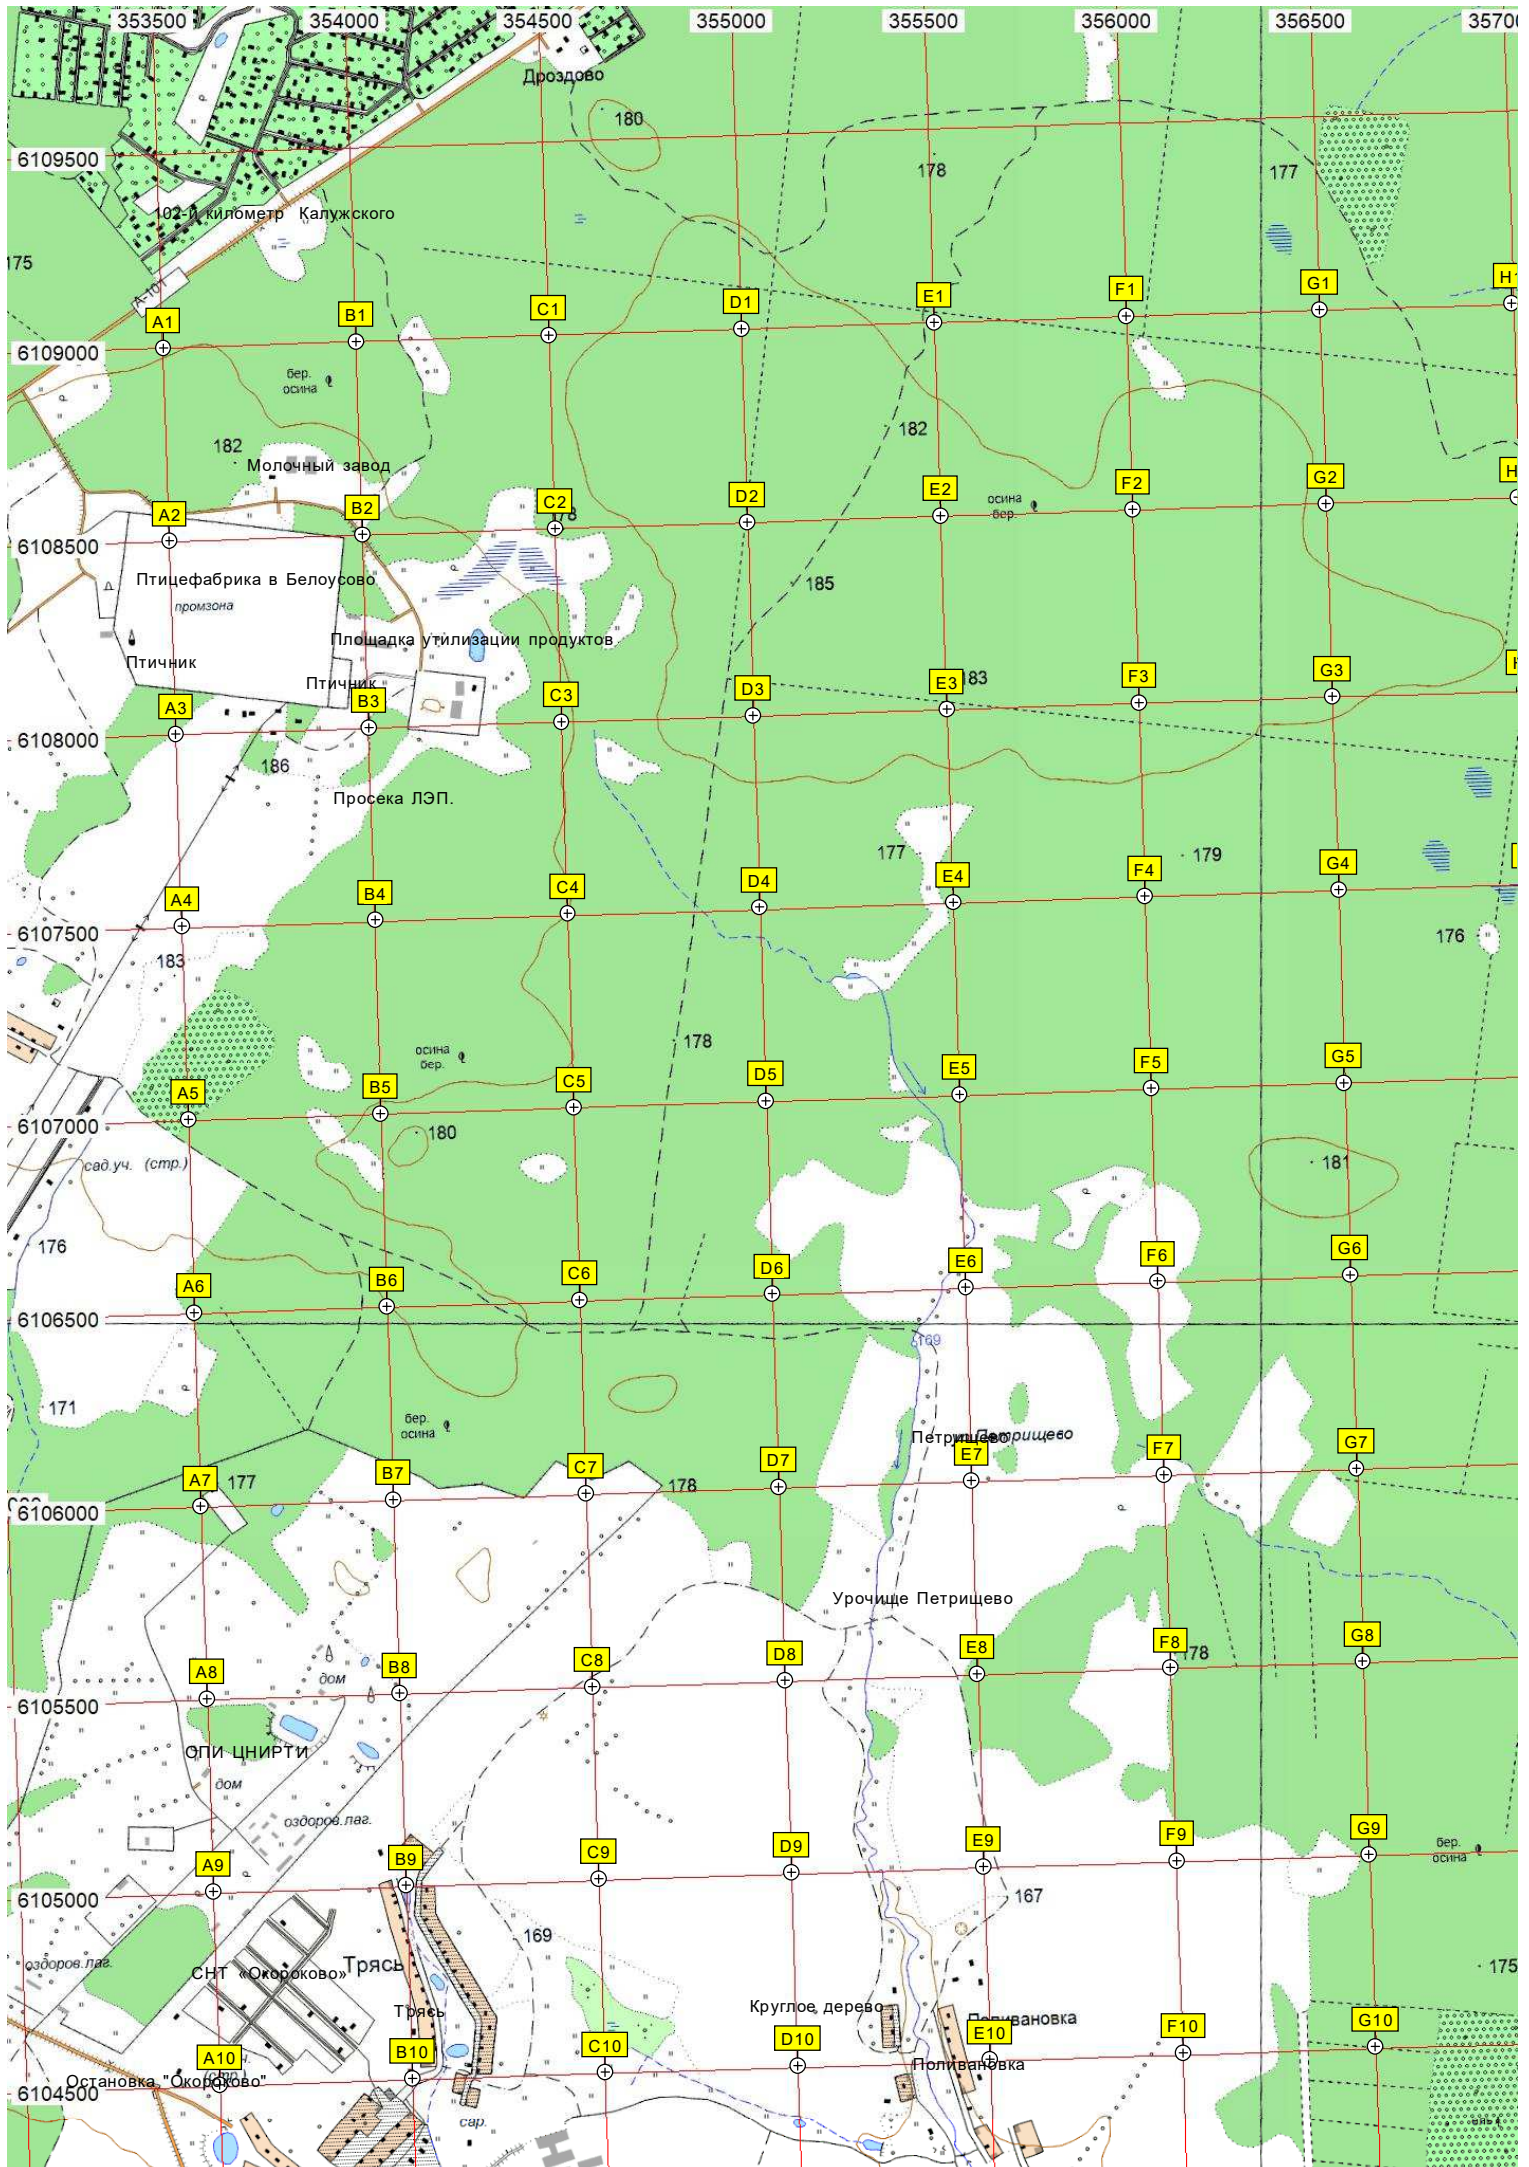 353500 354000 354500 355000 355500 356000 356500 3570
Дроздово
180
6109500
178
177
102-й километр Калужского
175
А-101
A1 B1 C1 D1 E1 F1 G1 H1
6109000
бер.
осина
182
182
Молочный завод
A2 B2 C2 D2 E2 F2 G2 H
осина
бер.
6108500
Птицефабрика в Белоусово
185
промзона
Площадка утилизации продуктов
Птичник
Птичник
183
A3 B3 C3 D3 E3 F3 G3
6108000
186
Просека ЛЭП.
177
179
A4 B4 C4 D4 E4 F4 G4
6107500
176
183
178
осина
бер.
A5 B5 C5 D5 E5 F5 G5
6107000
180
сад.уч. (стр.)
181
176
A6 B6 C6 D6 E6 F6 G6
6106500
169
171
бер.
осина
Петрищево
A7 B7 C7 D7 E7 F7 G7
177
178
6106000
Урочище Петрищево
A8 B8 C8 D8 E8 F8 G8
178
дом
6105500
ОПИ ЦНИРТИ
дом
оздоров.лаг.
A9 B9 C9 D9 E9 F9 G9
бер.
осина
6105000
167
169
оздоров.лаг.
СНТ «Окороково»
Трясь
175
Трясь
Круглое дерево
Поливановка
A10 B10 C10 D10 E10 F10 G10
Поливановка
Остановка "Окороково"
(стр.)
6104500
сар.